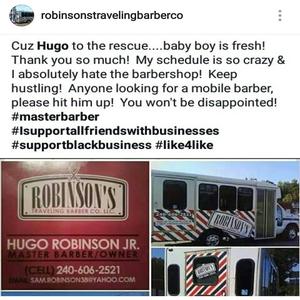 robinsonstravelingbarberco
Cuz Hugo to the rescue....baby boy is fresh!
Thank you so much! My schedule is so crazy &
I absolutely hate the barbershop! Keep
hustling! Anyone looking for a mobile barber,
please hit him up! You won't be disappointed!
#masterbarber
#Isupportallfriendswithbusinesses
#supportblackbusiness #like4like
ROBINSON'S
TRAVELING BARBER CO. LLC.
HUGO ROBINSON JR.
MASTER BARBER/OWNER
(CELL) 240-606-2521
EMAIL: SAM.ROBINSON38@YAHOO.COM
ROBINSON'S
ROBINSON'S